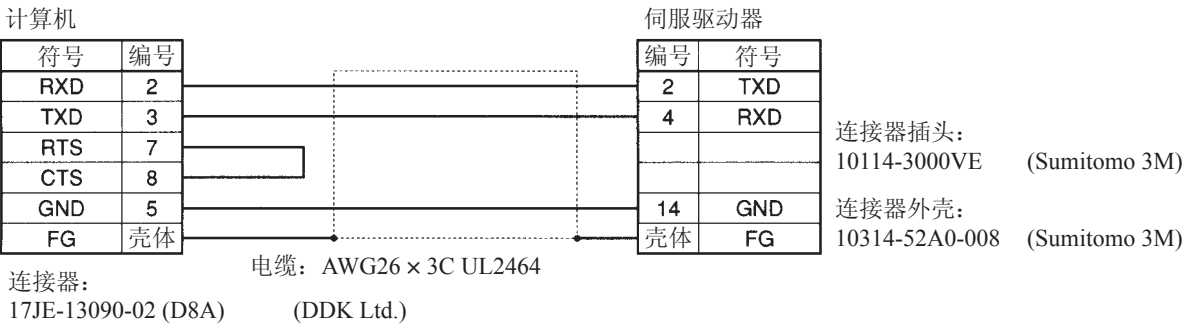 计算机 伺服驱动器
符号 编号 编号 符号
RXD 2 2 TXD
TXD 3 4 RXD
RTS 7
CTS 8
GND 5 14 GND
FG 壳体 壳体 FG
连接器插头：
10114-3000VE (Sumitomo 3M)
连接器外壳：
10314-52A0-008 (Sumitomo 3M)
电缆：AWG26 × 3C UL2464
连接器：
17JE-13090-02 (D8A) (DDK Ltd.)